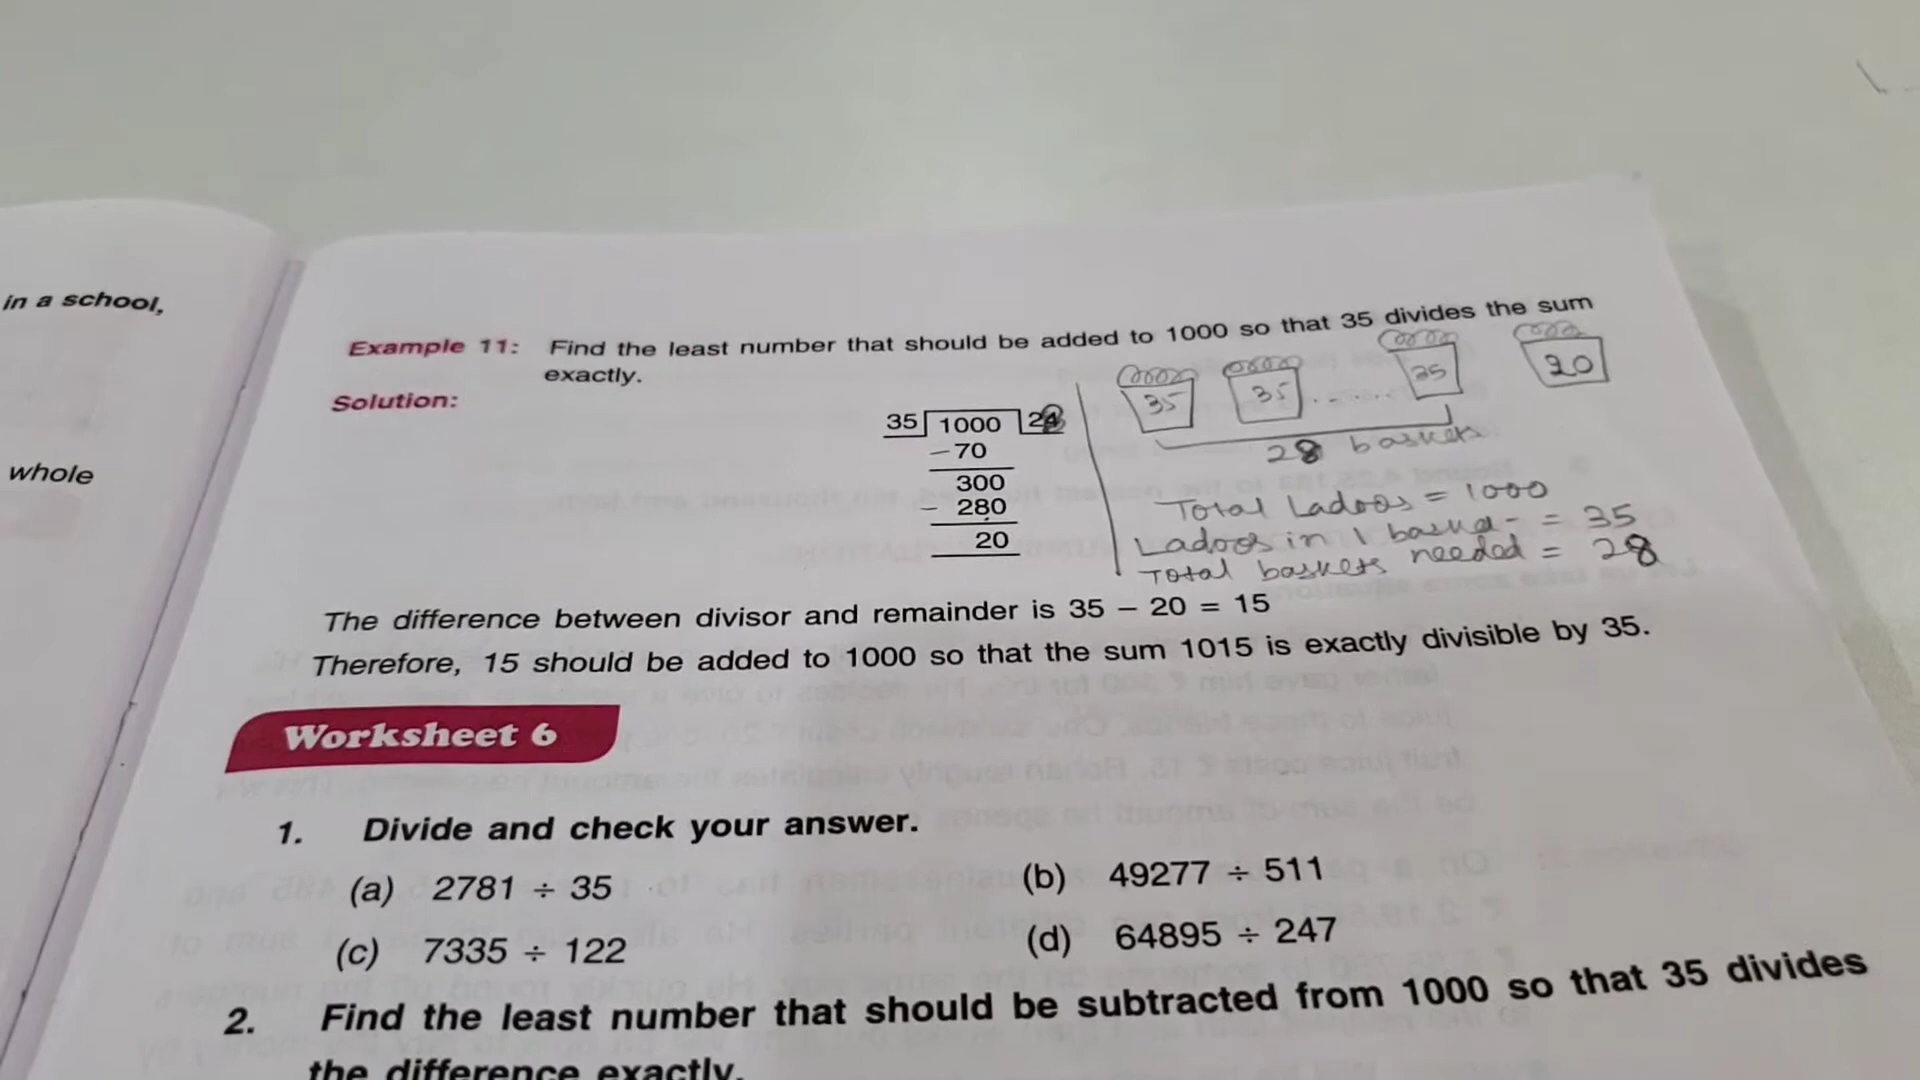 in a school,
whole
Example 11: Find the least number that should be added to 1000 so that 35 divides the sum
exactly.
Solution:
35 1000 28
– 70
300
– 280
20
35 35 ...... 35 20
28 baskets
Total Ladoos = 1000
Ladoos in 1 basket = 35
Total baskets needed = 28
The difference between divisor and remainder is 35 – 20 = 15
Therefore, 15 should be added to 1000 so that the sum 1015 is exactly divisible by 35.
Worksheet 6
1. Divide and check your answer.
(a) 2781 ÷ 35 (b) 49277 ÷ 511
(c) 7335 ÷ 122 (d) 64895 ÷ 247
2. Find the least number that should be subtracted from 1000 so that 35 divides
the difference exactly.